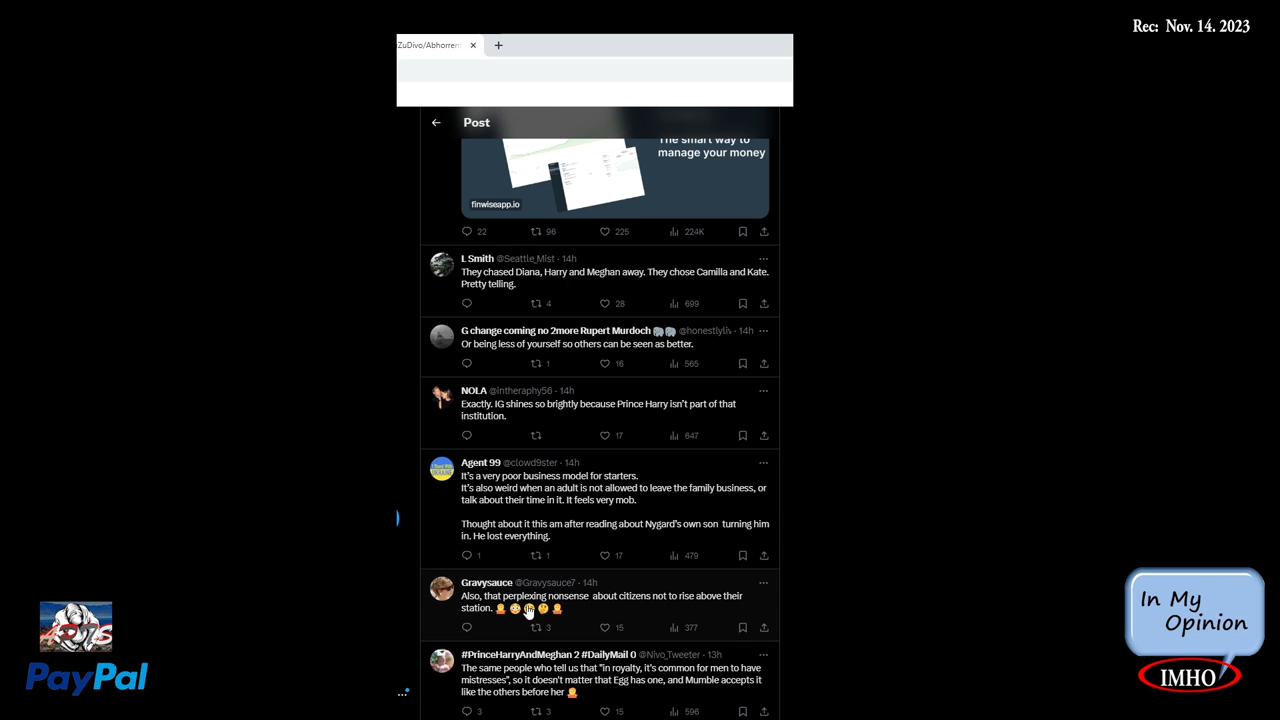 Rec: Nov. 14. 2023
ZuDivo/Abhorren
Post
The smart way to
manage your money
finwiseapp.io
22 96 225 224K
L Smith @Seattle_Mist · 14h
They chased Diana, Harry and Meghan away. They chose Camilla and Kate.
Pretty telling.
4 28 699
G change coming no 2more Rupert Murdoch 🐘🐘 @honestlyliv · 14h
Or being less of yourself so others can be seen as better.
1 16 565
NOLA @intheraphy56 · 14h
Exactly. IG shines so brightly because Prince Harry isn't part of that
institution.
17 647
Agent 99 @clowd9ster · 14h
It's a very poor business model for starters.
It's also weird when an adult is not allowed to leave the family business, or
talk about their time in it. It feels very mob.
Thought about it this am after reading about Nygard's own son turning him
in. He lost everything.
1 1 17 479
Gravysauce @Gravysauce7 · 14h
Also, that perplexing nonsense about citizens not to rise above their
station.
3 15 377
#PrinceHarryAndMeghan 2 #DailyMail 0 @Nivo_Tweeter · 13h
The same people who tell us that "in royalty, it's common for men to have
mistresses", so it doesn't matter that Egg has one, and Mumble accepts it
like the others before her
3 3 15 596
PayPal
In My
Opinion
IMHO